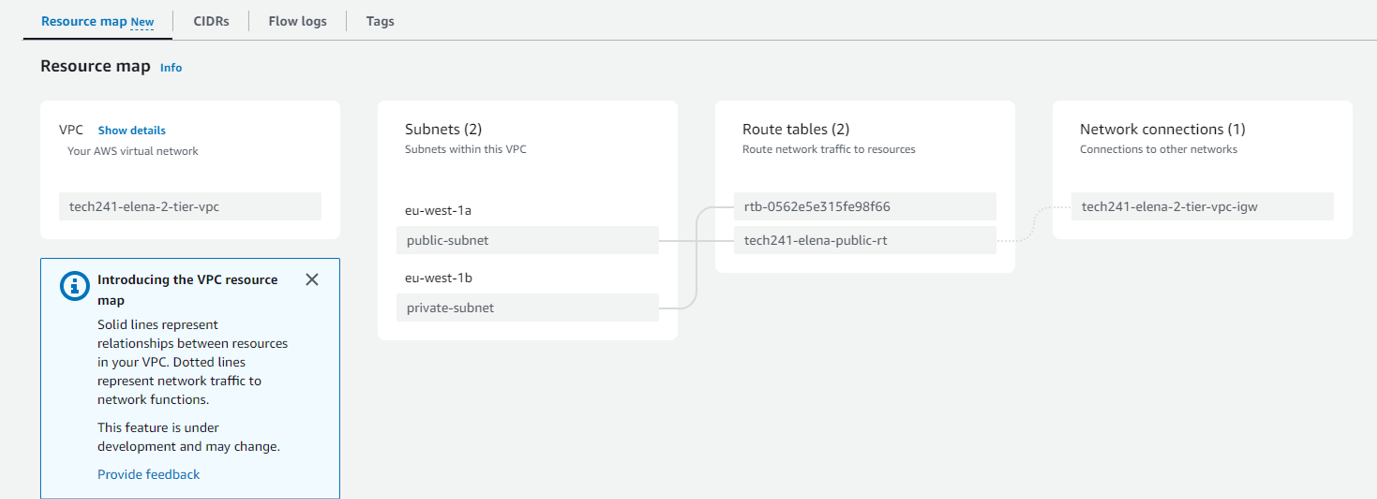 Resource map New
CIDRs
Flow logs
Tags
Resource map Info
VPC Show details
Your AWS virtual network
tech241-elena-2-tier-vpc
Introducing the VPC resource
map
Solid lines represent
relationships between resources
in your VPC. Dotted lines
represent network traffic to
network functions.
This feature is under
development and may change.
Provide feedback
Subnets (2)
Subnets within this VPC
eu-west-1a
public-subnet
eu-west-1b
private-subnet
Route tables (2)
Route network traffic to resources
rtb-0562e5e315fe98f66
tech241-elena-public-rt
Network connections (1)
Connections to other networks
tech241-elena-2-tier-vpc-igw